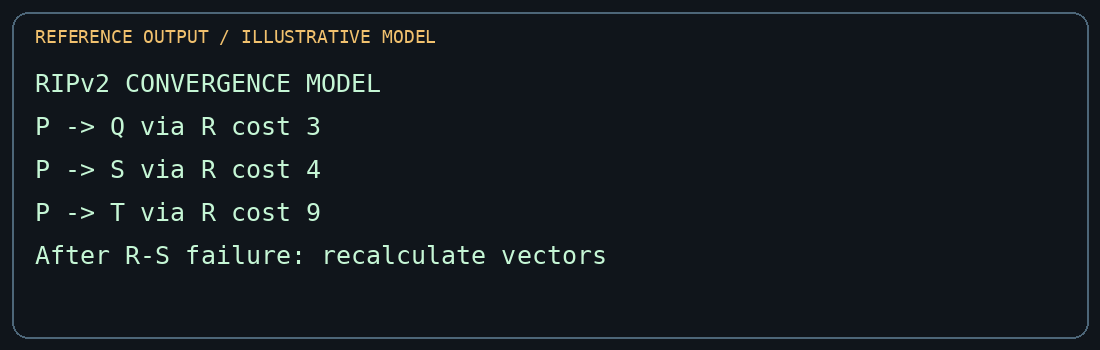 REFERENCE OUTPUT / ILLUSTRATIVE MODEL
RIPv2 CONVERGENCE MODEL
P -> Q via R cost 3
P -> S via R cost 4
P -> T via R cost 9
After R-S failure: recalculate vectors